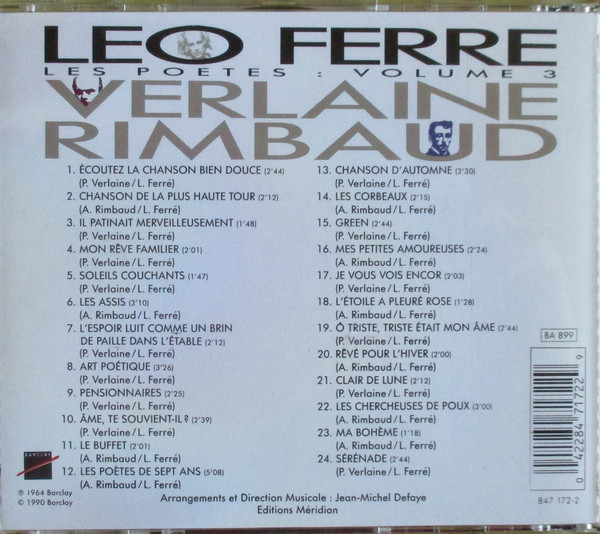 LEO FERRE
LES POETES : VOLUME 3
VERLAINE
RIMBAUD
1. ÉCOUTEZ LA CHANSON BIEN DOUCE (2'44)
(P. Verlaine/L. Ferré)
2. CHANSON DE LA PLUS HAUTE TOUR (2'12)
(A. Rimbaud/L. Ferré)
3. IL PATINAIT MERVEILLEUSEMENT (1'48)
(P. Verlaine/L. Ferré)
4. MON RÊVE FAMILIER (2'01)
(P. Verlaine/L. Ferré)
5. SOLEILS COUCHANTS (1'47)
(P. Verlaine/L. Ferré)
6. LES ASSIS (3'10)
(A. Rimbaud/L. Ferré)
7. L'ESPOIR LUIT COMME UN BRIN
DE PAILLE DANS L'ÉTABLE (2'12)
(P. Verlaine/L. Ferré)
8. ART POÉTIQUE (3'26)
(P. Verlaine/L. Ferré)
9. PENSIONNAIRES (2'25)
(P. Verlaine/L. Ferré)
10. ÂME, TE SOUVIENT-IL? (2'39)
(P. Verlaine/L. Ferré)
11. LE BUFFET (2'01)
(A. Rimbaud/L. Ferré)
12. LES POÈTES DE SEPT ANS (5'08)
(A. Rimbaud/L. Ferré)
13. CHANSON D'AUTOMNE (2'30)
(P. Verlaine/L. Ferré)
14. LES CORBEAUX (2'15)
(A. Rimbaud/L. Ferré)
15. GREEN (2'44)
(P. Verlaine/L. Ferré)
16. MES PETITES AMOUREUSES (2'24)
(A. Rimbaud/L. Ferré)
17. JE VOUS VOIS ENCOR (2'03)
(P. Verlaine/L. Ferré)
18. L'ÉTOILE A PLEURÉ ROSE (1'28)
(A. Rimbaud/L. Ferré)
19. Ô TRISTE, TRISTE ÉTAIT MON ÂME (2'44)
(P. Verlaine/L. Ferré)
20. RÊVÉ POUR L'HIVER (2'00)
(A. Rimbaud/L. Ferré)
21. CLAIR DE LUNE (2'12)
(P. Verlaine/L. Ferré)
22. LES CHERCHEUSES DE POUX (3'00)
(A. Rimbaud/L. Ferré)
23. MA BOHÈME (1'18)
(A. Rimbaud/L. Ferré)
24. SÉRÉNADE (2'44)
(P. Verlaine/L. Ferré)
BA 899
0 42284 71722 9
847 172-2
BARCLAY
℗ 1964 Barclay
© 1990 Barclay
Arrangements et Direction Musicale : Jean-Michel Defaye
Editions Méridian